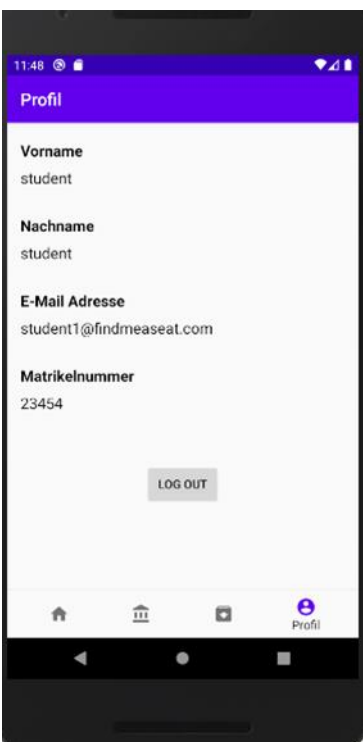 11:48
Profil
Vorname
student
Nachname
student
E-Mail Adresse
student1@findmeaseat.com
Matrikelnummer
23454
LOG OUT
Profil